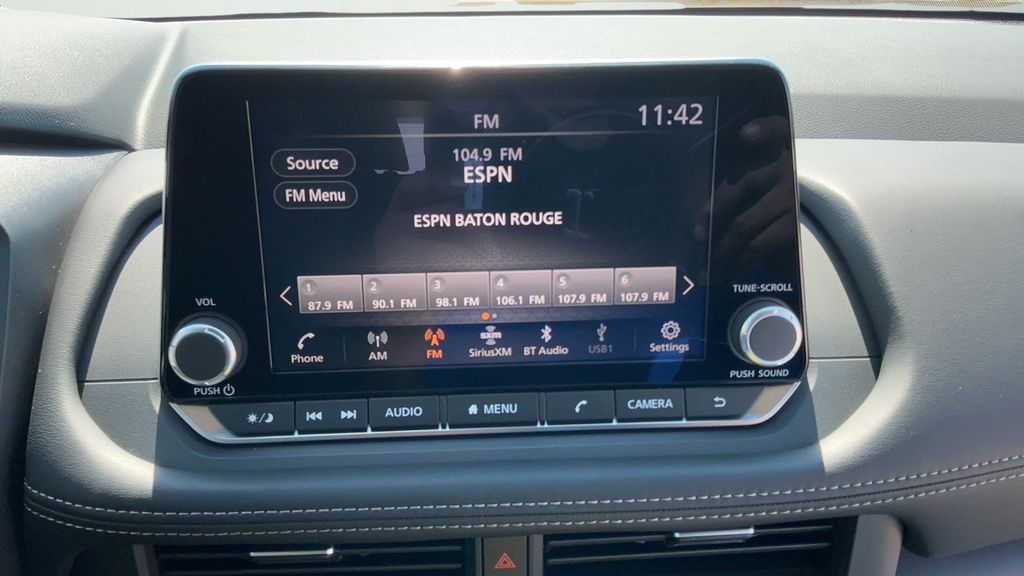 FM
11:42
Source
104.9 FM
ESPN
FM Menu
ESPN BATON ROUGE
1
87.9 FM
2
90.1 FM
3
98.1 FM
4
106.1 FM
5
107.9 FM
6
107.9 FM
Phone
AM
FM
SXM
SiriusXM
BT Audio
USB1
Settings
VOL
PUSH
TUNE·SCROLL
PUSH SOUND
AUDIO
MENU
CAMERA